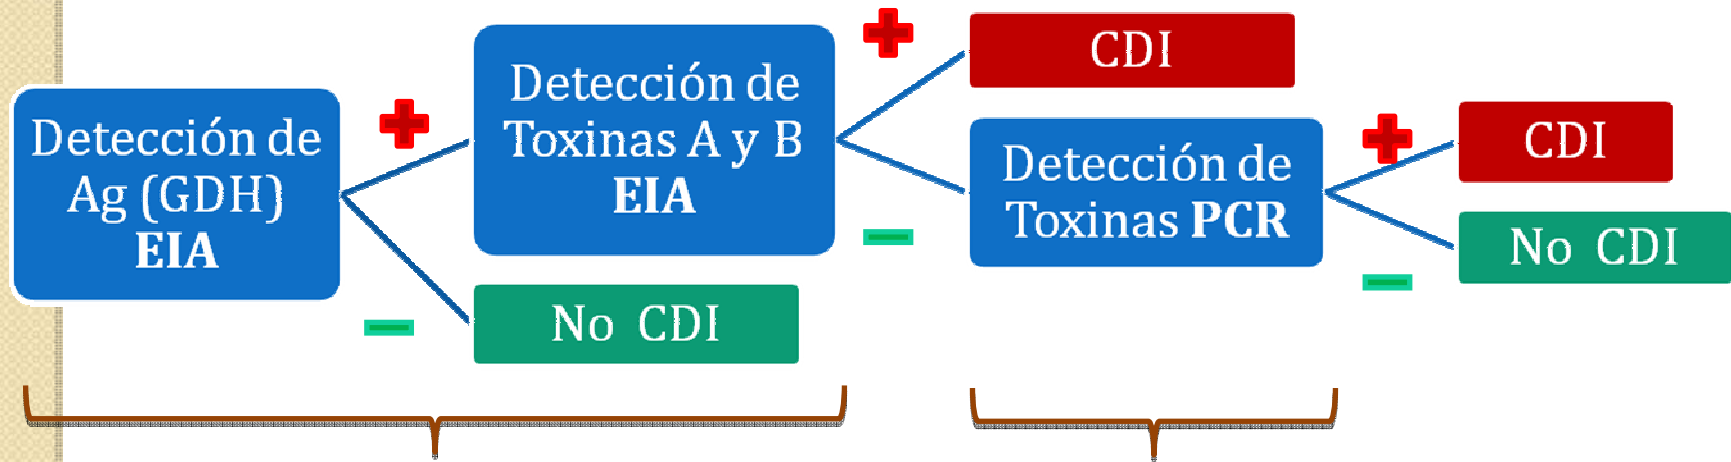 Detección de
Ag (GDH)
EIA
Detección de
Toxinas A y B
EIA
No CDI
CDI
Detección de
Toxinas PCR
CDI
No CDI